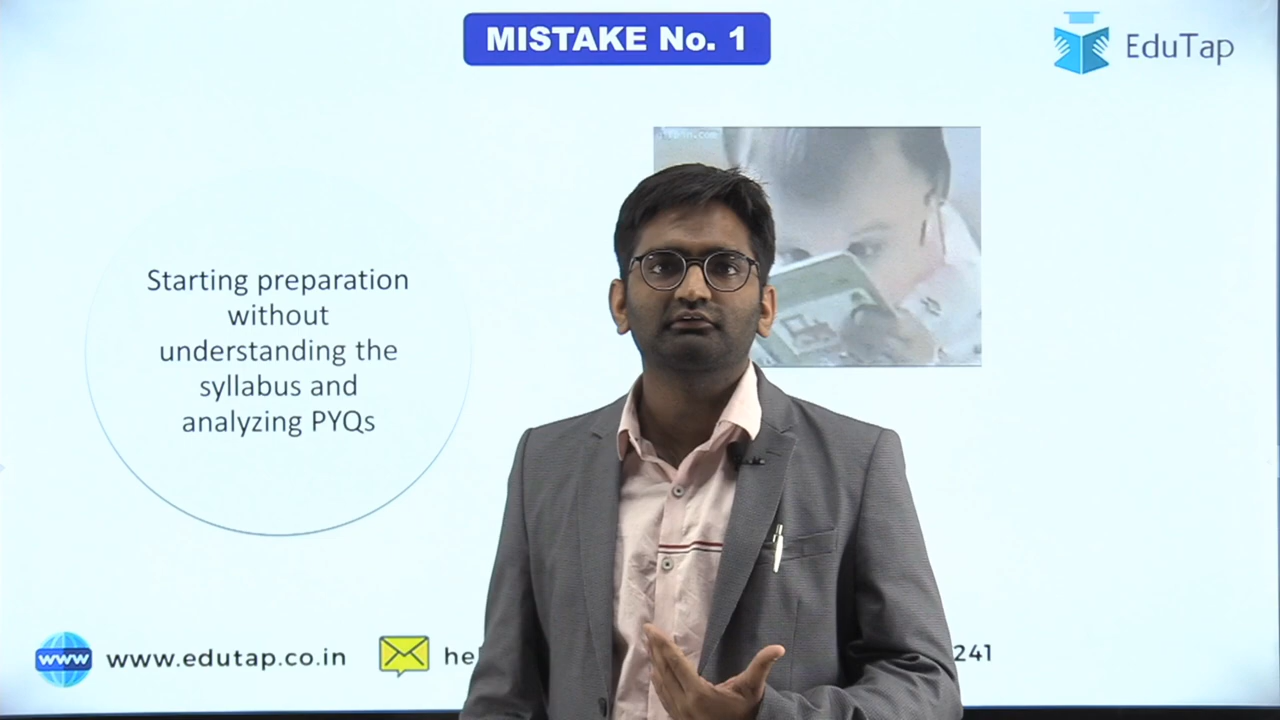 MISTAKE No. 1
EduTap
Starting preparation
without
understanding the
syllabus and
analyzing PYQs
www
www.edutap.co.in
241